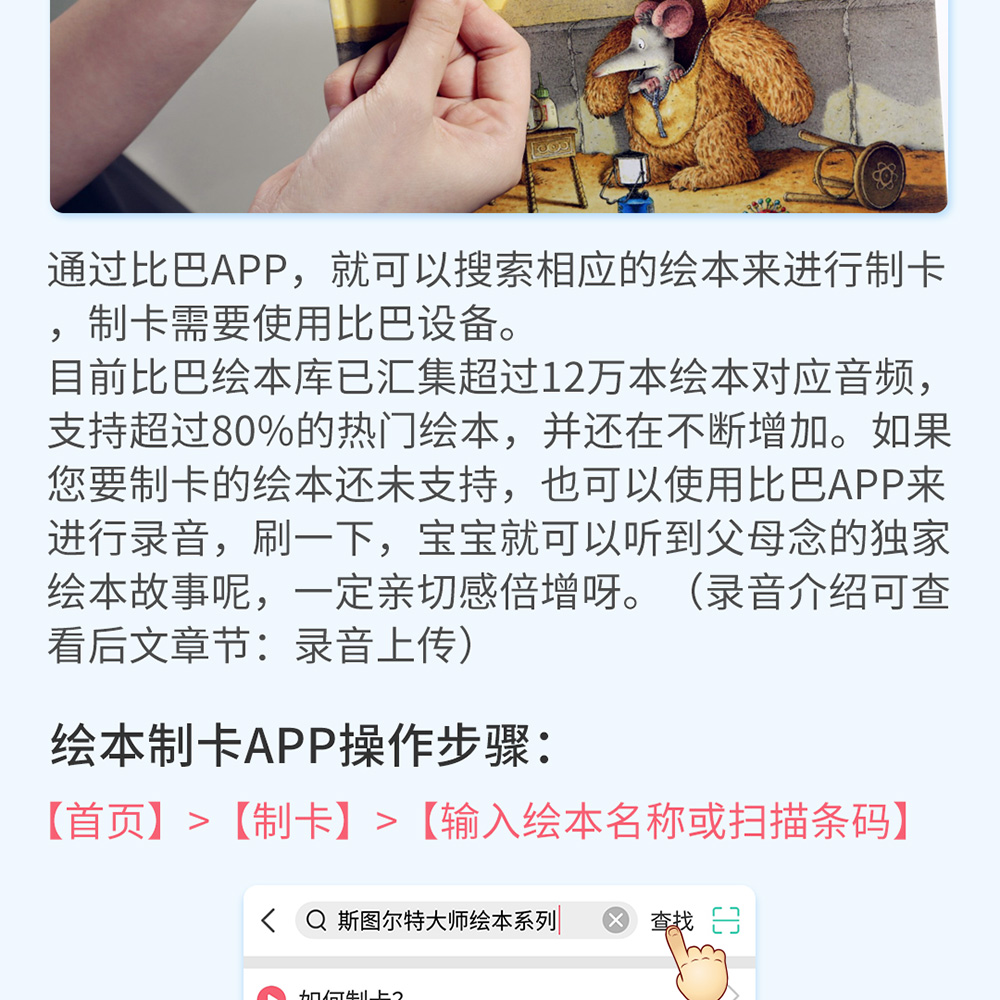 通过比巴APP，就可以搜索相应的绘本来进行制卡
，制卡需要使用比巴设备。
目前比巴绘本库已汇集超过12万本绘本对应音频，
支持超过80%的热门绘本，并还在不断增加。如果
您要制卡的绘本还未支持，也可以使用比巴APP来
进行录音，刷一下，宝宝就可以听到父母念的独家
绘本故事呢，一定亲切感倍增呀。（录音介绍可查
看后文章节：录音上传）
绘本制卡APP操作步骤：
【首页】>【制卡】>【输入绘本名称或扫描条码】
斯图尔特大师绘本系列 查找
如何制卡?